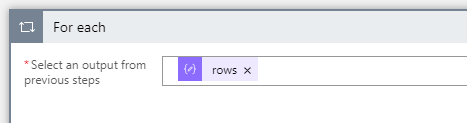 For each
*Select an output from
previous steps
{✓} rows ×